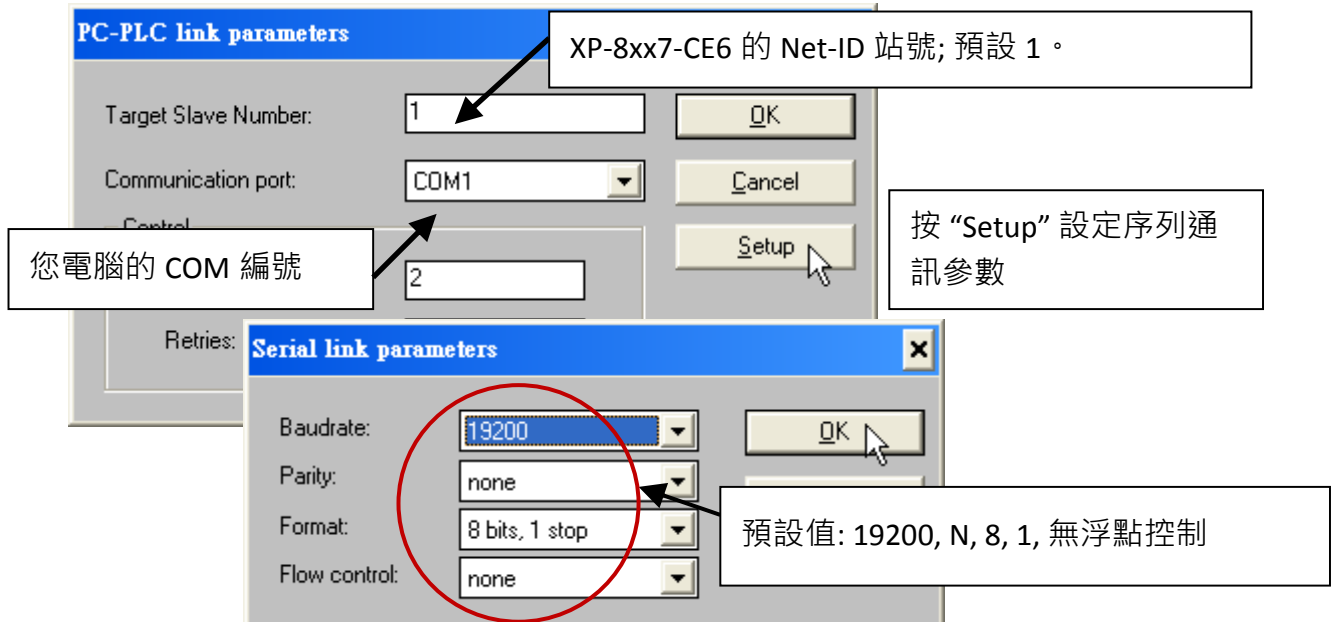 PC-PLC link parameters
XP-8xx7-CE6 的 Net-ID 站號; 預設 1。
Target Slave Number:
1
OK
Communication port:
COM1
Cancel
Control
您電腦的 COM 編號
2
Setup
按 “Setup” 設定序列通
訊參數
Retries:
Serial link parameters
Baudrate:
19200
OK
Parity:
none
Format:
8 bits, 1 stop
預設值: 19200, N, 8, 1, 無浮點控制
Flow control:
none